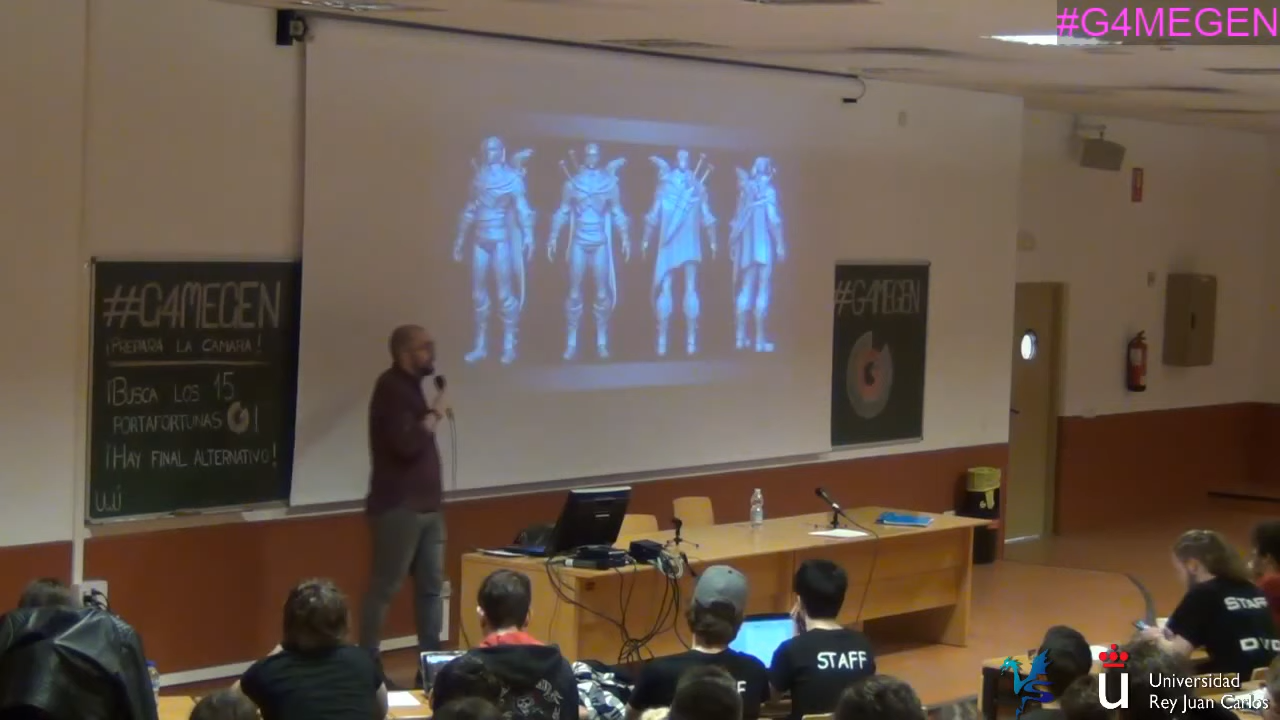 #G4MEGEN
#G4MEGEN
¡PREPARA LA CAMARA!
¡BUSCA LOS 15
PORTAFORTUNAS !
¡HAY FINAL ALTERNATIVO!
#G4MEGEN
STAFF
STAFF
Universidad
Rey Juan Carlos